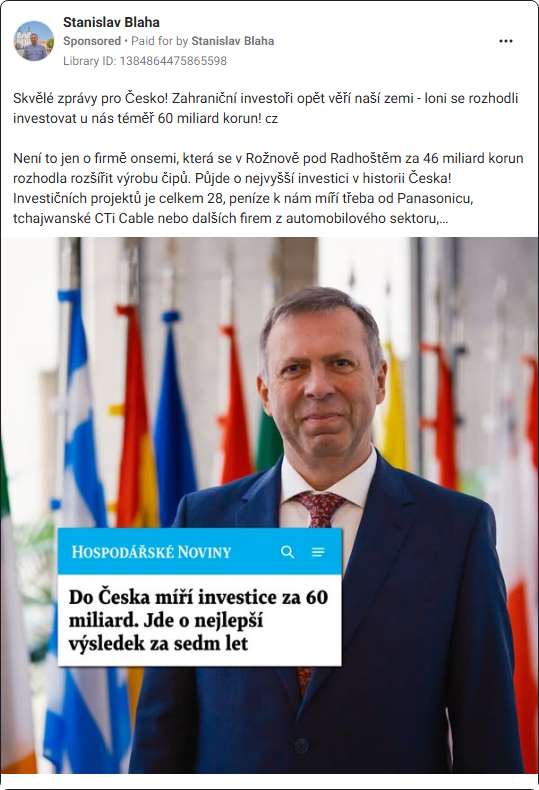 Stanislav Blaha
Sponsored • Paid for by Stanislav Blaha
Library ID: 1384864475865598
Skvělé zprávy pro Česko! Zahraniční investoři opět věří naší zemi - loni se rozhodli
investovat u nás téměř 60 miliard korun! cz
Není to jen o firmě onsemi, která se v Rožnově pod Radhoštěm za 46 miliard korun
rozhodla rozšířit výrobu čipů. Půjde o nejvyšší investici v historii Česka!
Investičních projektů je celkem 28, peníze k nám míří třeba od Panasonicu,
tchajwanské CTi Cable nebo dalších firem z automobilového sektoru,…
HOSPODÁŘSKÉ NOVINY
Do Česka míří investice za 60
miliard. Jde o nejlepší
výsledek za sedm let